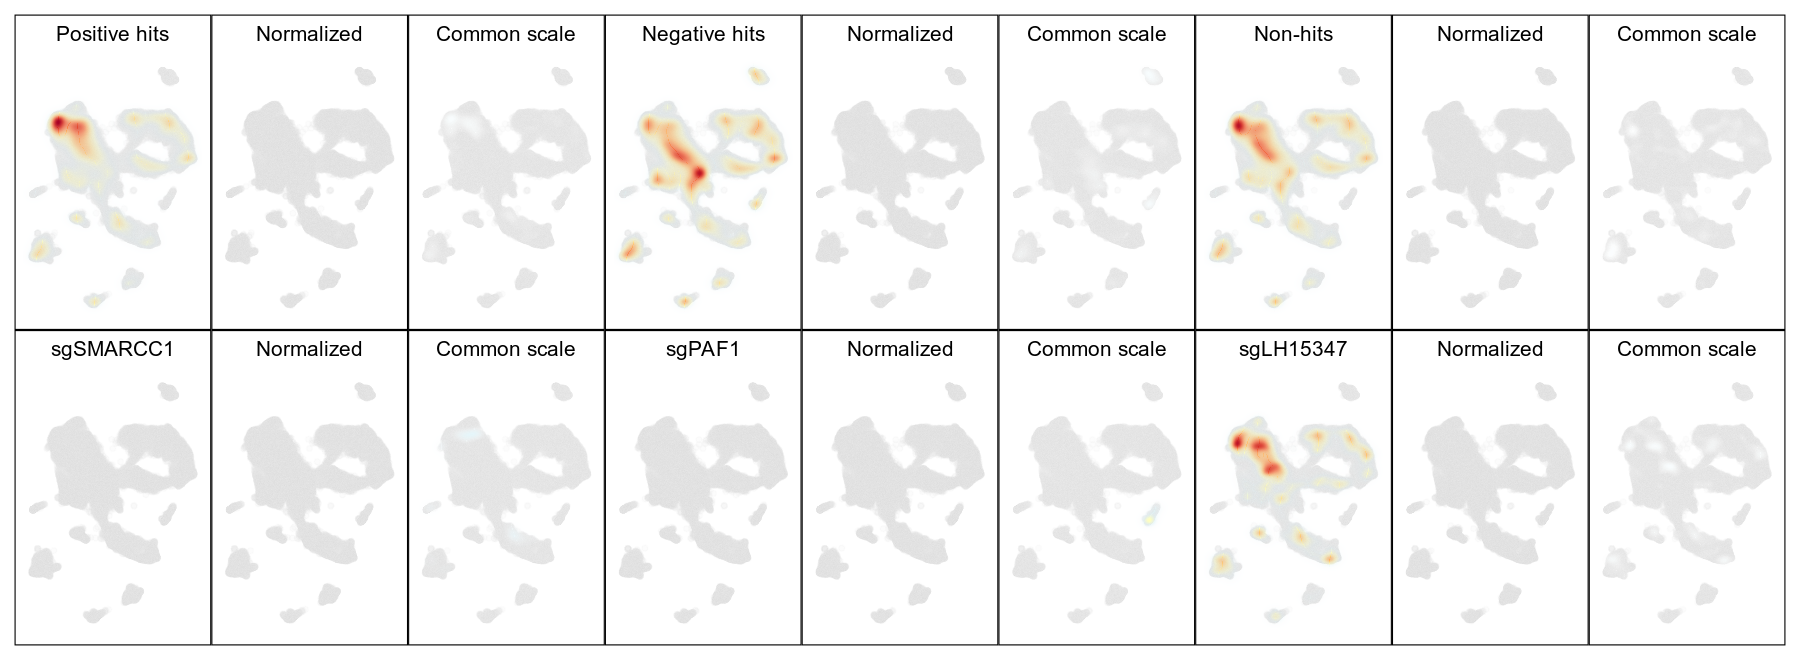 Positive hits
Normalized
Common scale
Negative hits
Normalized
Common scale
Non-hits
Normalized
Common scale
sgSMARCC1
Normalized
Common scale
sgPAF1
Normalized
Common scale
sgLH15347
Normalized
Common scale